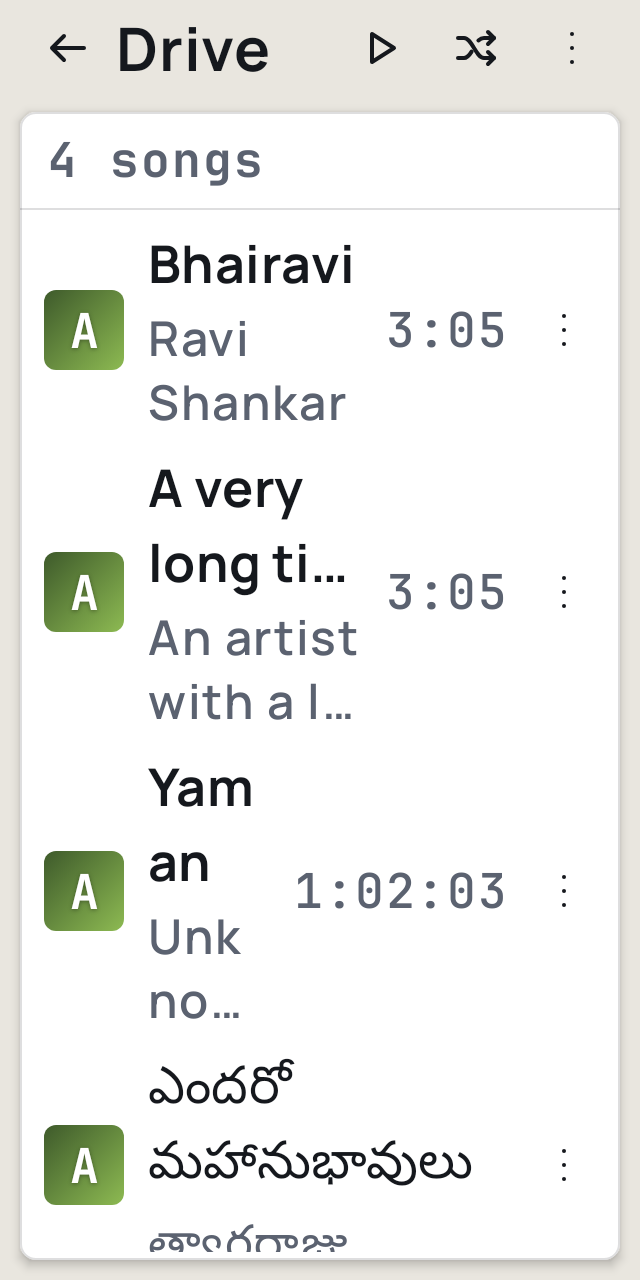 Drive
4 songs
Bhairavi
A
Ravi
Shankar
3:05
A very
long ti…
A
An artist
with a l…
3:05
Yam
an
A
Unk
no…
1:02:03
ఎందరో
మహానుభావులు
A
త్యాగరాజు